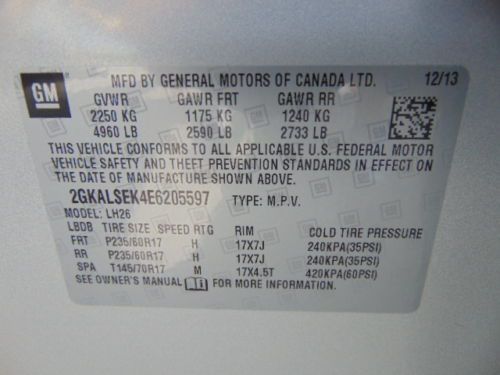 GM
MFD BY GENERAL MOTORS OF CANADA LTD. 12/13
GVWR GAWR FRT GAWR RR
2250 KG 1175 KG 1240 KG
4960 LB 2590 LB 2733 LB
THIS VEHICLE CONFORMS TO ALL APPLICABLE U.S. FEDERAL MOTOR
VEHICLE SAFETY AND THEFT PREVENTION STANDARDS IN EFFECT ON
THE DATE OF MANUFACTURE SHOWN ABOVE.
2GKALSEK4E6205597 TYPE: M.P.V.
MODEL: LH26
LBDB TIRE SIZE SPEED RTG RIM COLD TIRE PRESSURE
FRT P235/60R17 H 17X7J 240KPA(35PSI)
RR P235/60R17 H 17X7J 240KPA(35PSI)
SPA T145/70R17 M 17X4.5T 420KPA(60PSI)
SEE OWNER'S MANUAL FOR MORE INFORMATION.